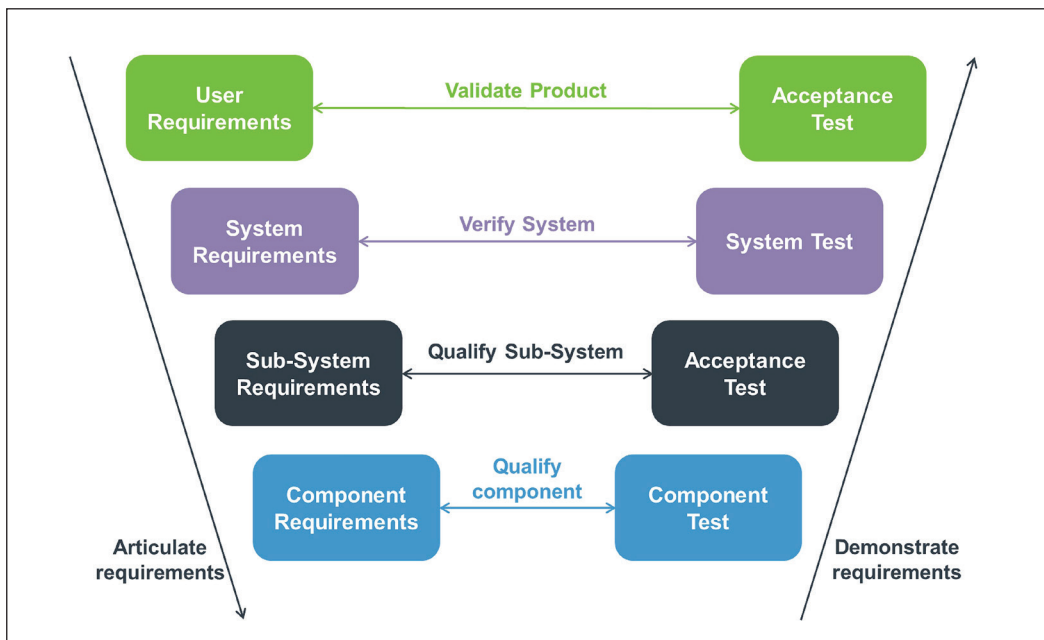 User
Requirements
Validate Product
Acceptance
Test
System
Requirements
Verify System
System Test
Sub-System
Requirements
Qualify Sub-System
Acceptance
Test
Component
Requirements
Qualify
component
Component
Test
Articulate
requirements
Demonstrate
requirements